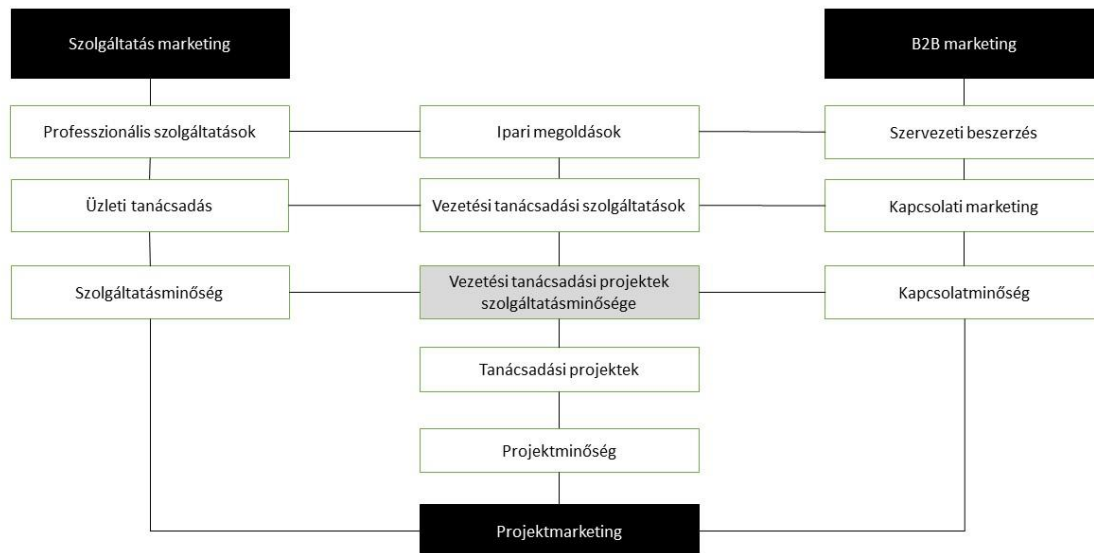 Szolgáltatás marketing
B2B marketing
Professzionális szolgáltatások
Ipari megoldások
Szervezeti beszerzés
Üzleti tanácsadás
Vezetési tanácsadási szolgáltatások
Kapcsolati marketing
Szolgáltatásminőség
Vezetési tanácsadási projektek
szolgáltatásminősége
Kapcsolatminőség
Tanácsadási projektek
Projektminőség
Projektmarketing